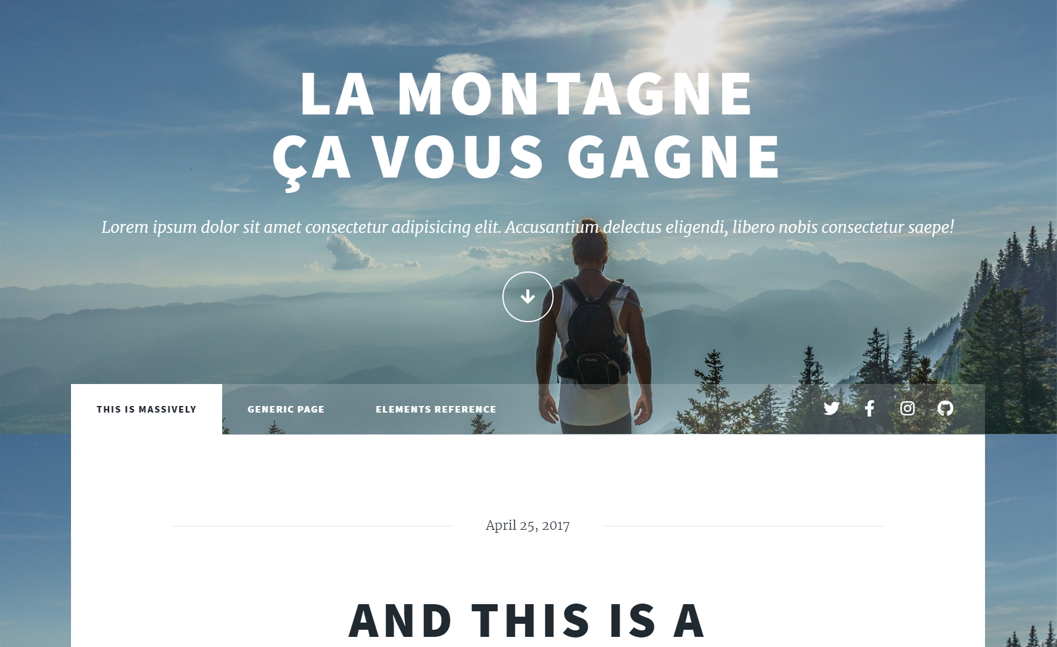 LA MONTAGNE
ÇA VOUS GAGNE
Lorem ipsum dolor sit amet consectetur adipisicing elit. Accusantium delectus eligendi, libero nobis consectetur saepe!
THIS IS MASSIVELY
GENERIC PAGE
ELEMENTS REFERENCE
April 25, 2017
AND THIS IS A